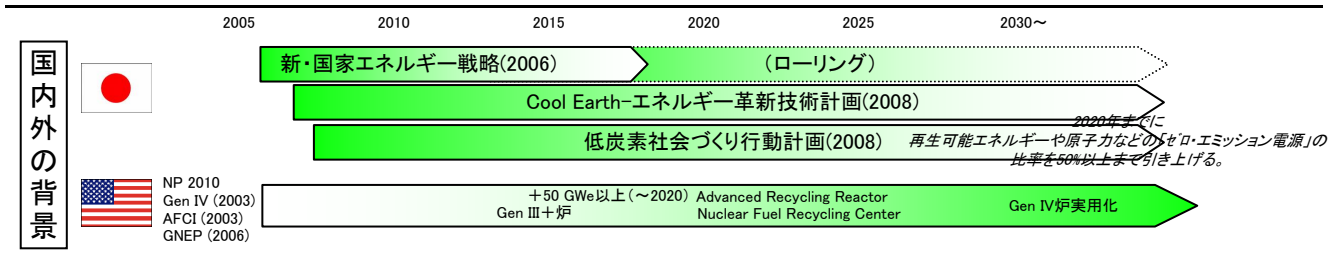 2005 2010 2015 2020 2025 2030～
国内外の背景
新・国家エネルギー戦略(2006) (ローリング)
Cool Earth-エネルギー革新技術計画(2008)
低炭素社会づくり行動計画(2008)
2020年までに
再生可能エネルギーや原子力などの「ゼロ・エミッション電源」の
比率を50%以上まで引き上げる。
NP 2010
Gen Ⅳ (2003)
AFCI (2003)
GNEP (2006)
＋50 GWe以上(～2020)
Gen Ⅲ＋炉
Advanced Recycling Reactor
Nuclear Fuel Recycling Center
Gen Ⅳ炉実用化